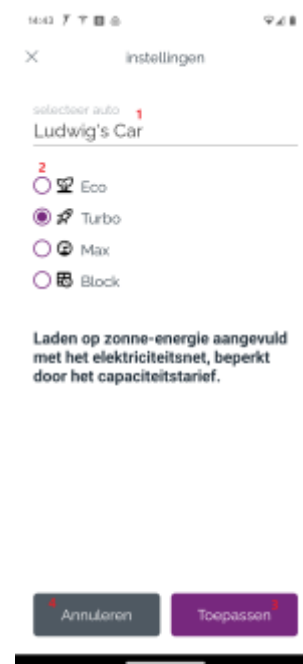 14:43
instellingen
selecteer auto 1
Ludwig's Car
2
Eco
Turbo
Max
Block
Laden op zonne-energie aangevuld
met het elektriciteitsnet, beperkt
door het capaciteitstarief.
Annuleren
Toepassen 3